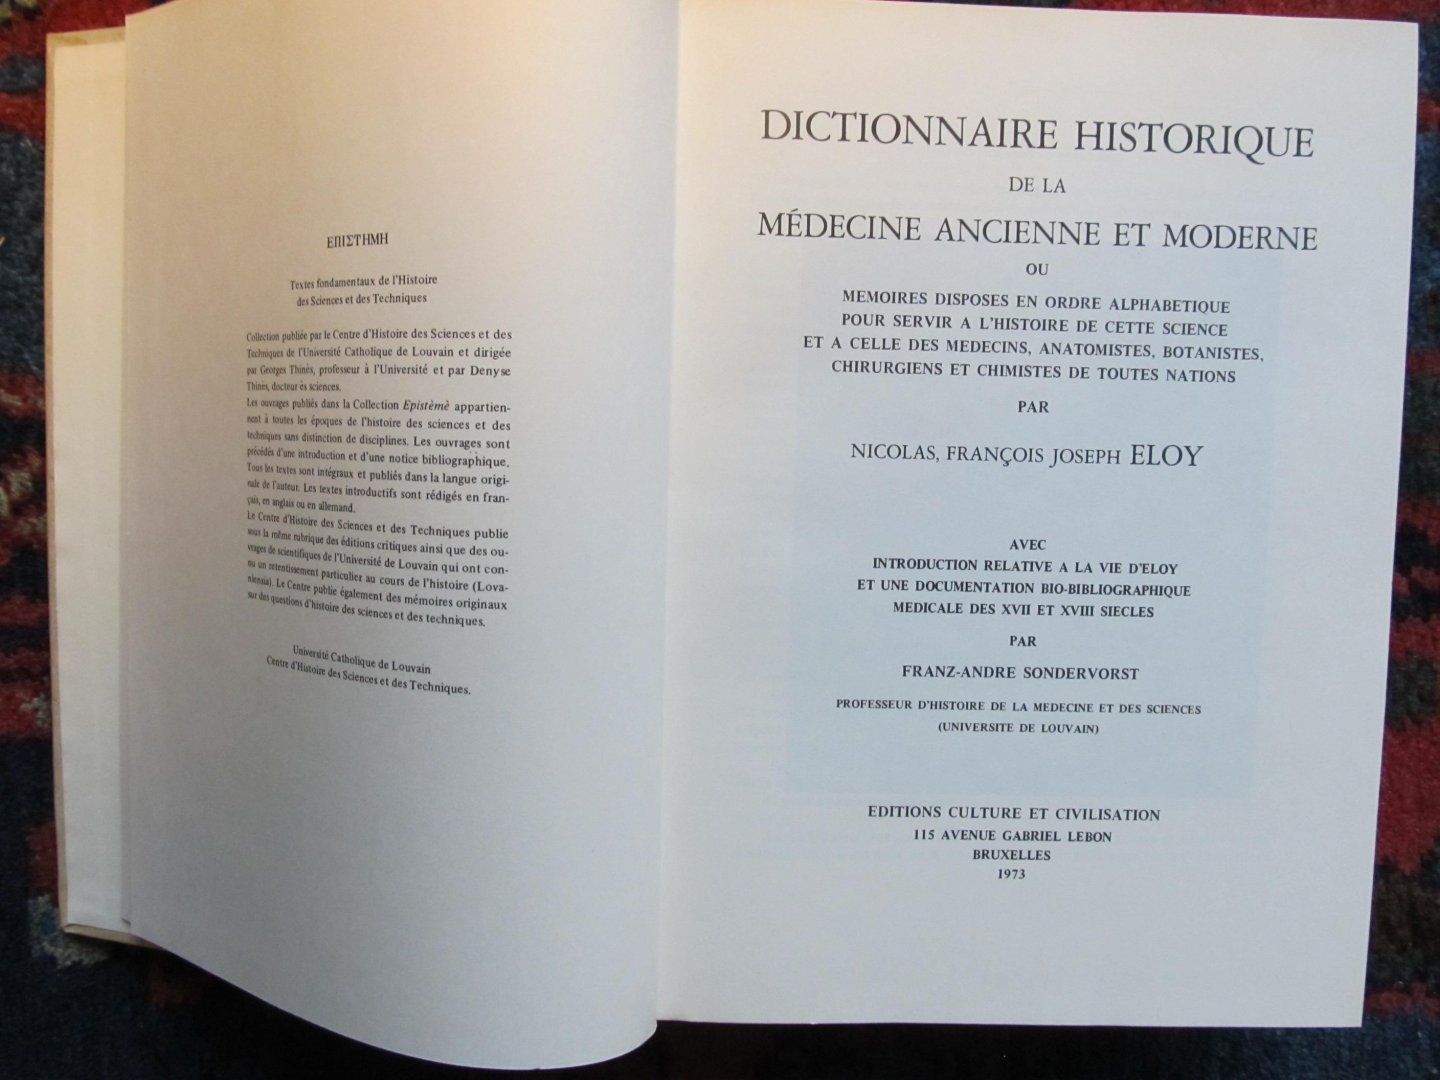 ΕΠΙΣΤΗΜΗ
Textes fondamentaux de l'Histoire
des Sciences et des Techniques
Collection publiée par le Centre d'Histoire des Sciences et des
Techniques de l'Université Catholique de Louvain et dirigée
par Georges Thinès, professeur à l'Université et par Denyse
Thinès, docteur ès sciences.
Les ouvrages publiés dans la Collection Epistèmè appartien-
nent à toutes les époques de l'histoire des sciences et des
techniques sans distinction de disciplines. Les ouvrages sont
précédés d'une introduction et d'une notice bibliographique.
Tous les textes sont intégraux et publiés dans la langue origi-
nale de l'auteur. Les textes introductifs sont rédigés en fran-
çais, en anglais ou en allemand.
Le Centre d'Histoire des Sciences et des Techniques publie
sous la même rubrique des éditions critiques ainsi que des ou-
vrages de scientifiques de l'Université de Louvain qui ont con-
nu un retentissement particulier au cours de l'histoire (Lova-
niensia). Le Centre publie également des mémoires originaux
sur des questions d'histoire des sciences et des techniques.
Université Catholique de Louvain
Centre d'Histoire des Sciences et des Techniques.
DICTIONNAIRE HISTORIQUE
DE LA
MÉDECINE ANCIENNE ET MODERNE
OU
MEMOIRES DISPOSES EN ORDRE ALPHABETIQUE
POUR SERVIR A L'HISTOIRE DE CETTE SCIENCE
ET A CELLE DES MEDECINS, ANATOMISTES, BOTANISTES,
CHIRURGIENS ET CHIMISTES DE TOUTES NATIONS
PAR
NICOLAS, FRANÇOIS JOSEPH ELOY
AVEC
INTRODUCTION RELATIVE A LA VIE D'ELOY
ET UNE DOCUMENTATION BIO-BIBLIOGRAPHIQUE
MEDICALE DES XVII ET XVIII SIECLES
PAR
FRANZ-ANDRE SONDERVORST
PROFESSEUR D'HISTOIRE DE LA MEDECINE ET DES SCIENCES
(UNIVERSITE DE LOUVAIN)
EDITIONS CULTURE ET CIVILISATION
115 AVENUE GABRIEL LEBON
BRUXELLES
1973